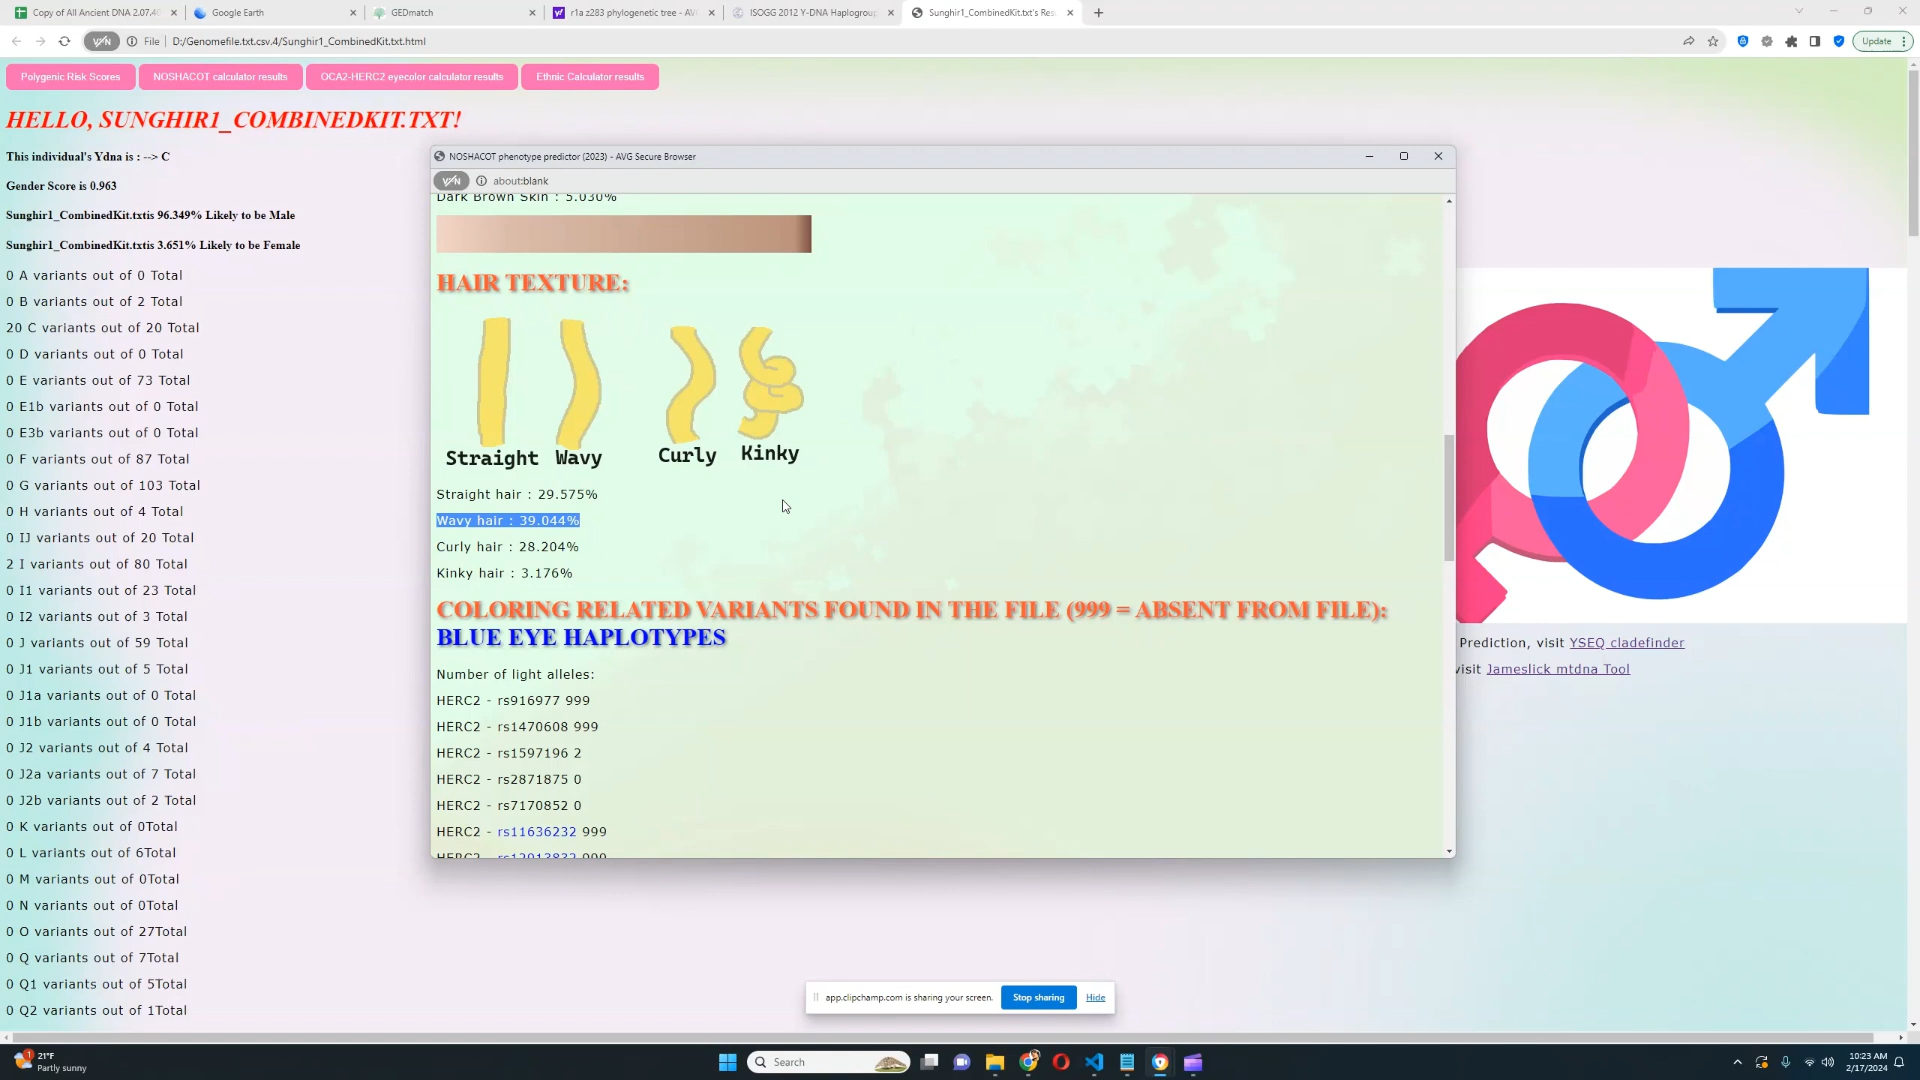 Copy of All Ancient DNA 2.07.40
Google Earth
GEDmatch
r1a z283 phylogenetic tree - AV
ISOGG 2012 Y-DNA Haplogroup
Sunghir1_CombinedKit.txt's Res
File
D:/Genomefile.txt.csv.4/Sunghir1_CombinedKit.txt.html
Update
Polygenic Risk Scores
NOSHACOT calculator results
OCA2-HERC2 eyecolor calculator results
Ethnic Calculator results
HELLO, SUNGHIR1_COMBINEDKIT.TXT!
This individual's Ydna is : --> C
Gender Score is 0.963
Sunghir1_CombinedKit.txtis 96.349% Likely to be Male
Sunghir1_CombinedKit.txtis 3.651% Likely to be Female
0 A variants out of 0 Total
0 B variants out of 2 Total
20 C variants out of 20 Total
0 D variants out of 0 Total
0 E variants out of 73 Total
0 E1b variants out of 0 Total
0 E3b variants out of 0 Total
0 F variants out of 87 Total
0 G variants out of 103 Total
0 H variants out of 4 Total
0 IJ variants out of 20 Total
2 I variants out of 80 Total
0 I1 variants out of 23 Total
0 I2 variants out of 3 Total
0 J variants out of 59 Total
0 J1 variants out of 5 Total
0 J1a variants out of 0 Total
0 J1b variants out of 0 Total
0 J2 variants out of 4 Total
0 J2a variants out of 7 Total
0 J2b variants out of 2 Total
0 K variants out of 0Total
0 L variants out of 6Total
0 M variants out of 0Total
0 N variants out of 0Total
0 O variants out of 27Total
0 Q variants out of 7Total
0 Q1 variants out of 5Total
0 Q2 variants out of 1Total
NOSHACOT phenotype predictor (2023) - AVG Secure Browser
VPN
about:blank
Dark Brown Skin : 5.030%
HAIR TEXTURE:
Straight Wavy Curly Kinky
Straight hair : 29.575%
Wavy hair : 39.044%
Curly hair : 28.204%
Kinky hair : 3.176%
COLORING RELATED VARIANTS FOUND IN THE FILE (999 = ABSENT FROM FILE):
BLUE EYE HAPLOTYPES
Number of light alleles:
HERC2 - rs916977 999
HERC2 - rs1470608 999
HERC2 - rs1597196 2
HERC2 - rs2871875 0
HERC2 - rs7170852 0
HERC2 - rs11636232 999
HERC2 - rs12913832 999
Prediction, visit YSEQ cladefinder
visit Jameslick mtdna Tool
app.clipchamp.com is sharing your screen.
Stop sharing
Hide
1
21°F
Partly sunny
Search
10:23 AM
2/17/2024